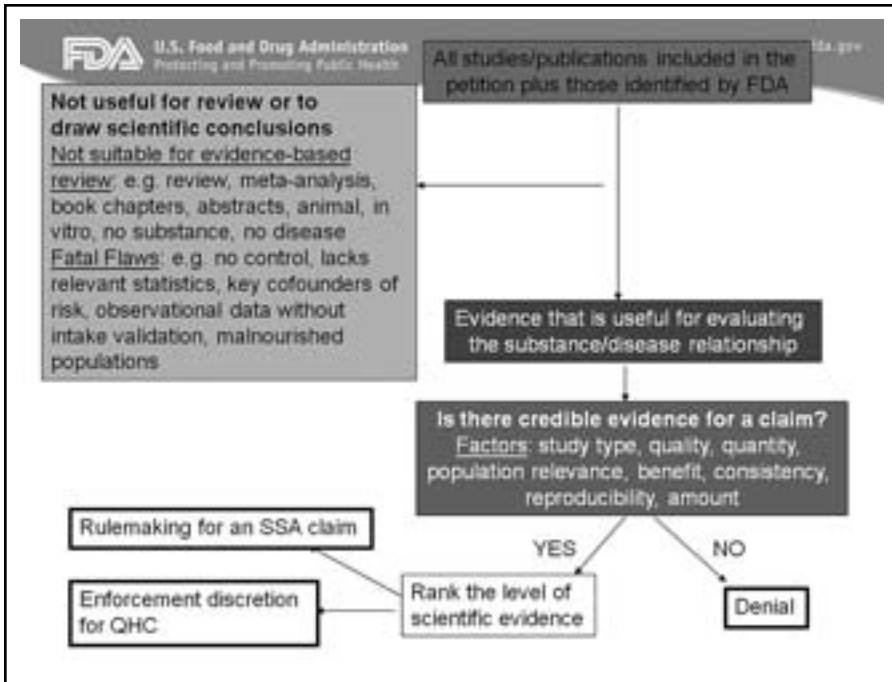 FDA U.S. Food and Drug Administration
Protecting and Promoting Public Health
fda.gov
All studies/publications included in the
petition plus those identified by FDA
Not useful for review or to
draw scientific conclusions
Not suitable for evidence-based
review: e.g. review, meta-analysis,
book chapters, abstracts, animal, in
vitro, no substance, no disease
Fatal Flaws: e.g. no control, lacks
relevant statistics, key cofounders of
risk, observational data without
intake validation, malnourished
populations
Evidence that is useful for evaluating
the substance/disease relationship
Is there credible evidence for a claim?
Factors: study type, quality, quantity,
population relevance, benefit, consistency,
reproducibility, amount
YES
NO
Rulemaking for an SSA claim
Enforcement discretion
for QHC
Rank the level of
scientific evidence
Denial